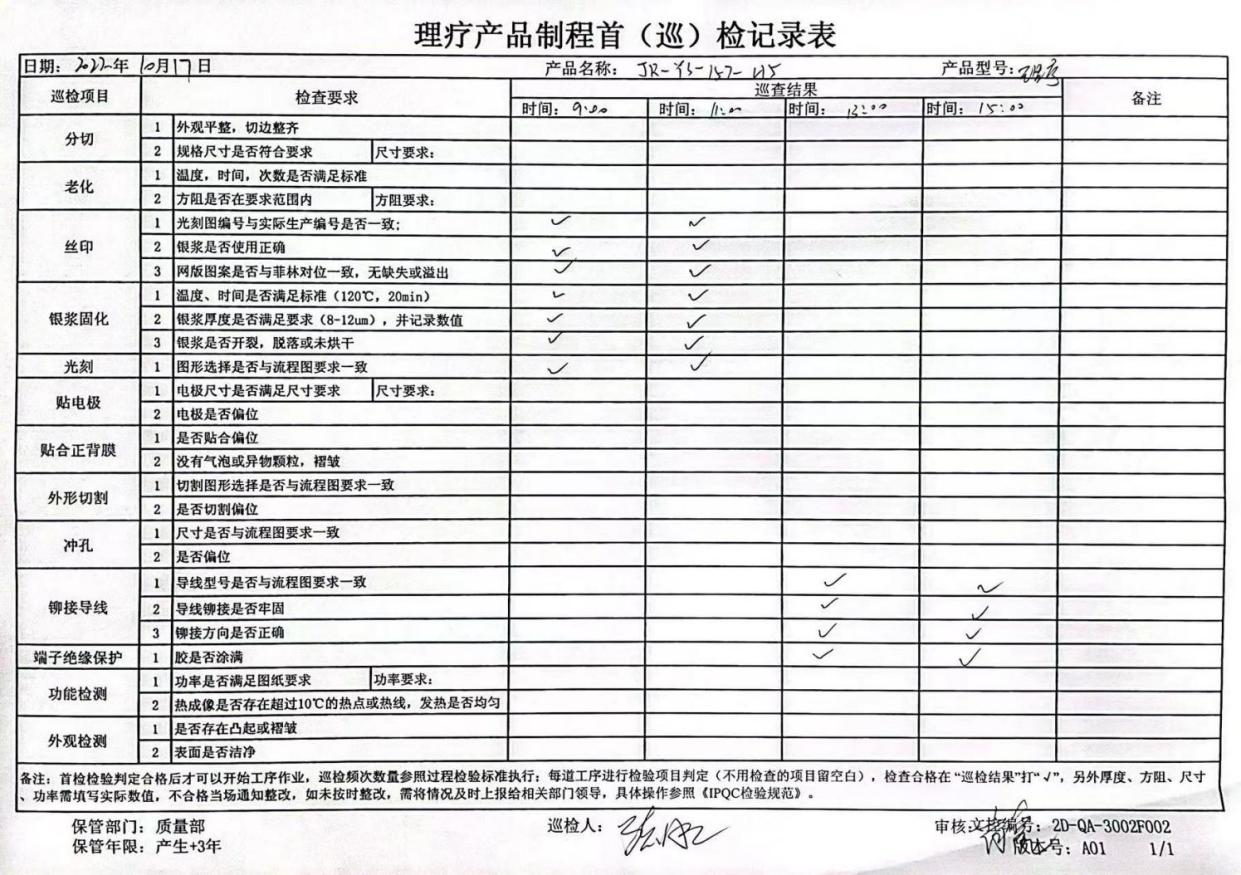 理疗产品制程首（巡）检记录表
日期：2022年10月17日 产品名称：JR-YS-157-U15 产品型号：
巡检项目 检查要求 巡查结果 备注
时间：9:00 时间：11:00 时间：13:00 时间：15:00
分切 1 外观平整，切边整齐
2 规格尺寸是否符合要求 尺寸要求：
老化 1 温度，时间，次数是否满足标准
2 方阻是否在要求范围内 方阻要求：
丝印 1 光刻图编号与实际生产编号是否一致; ✓ ✓
2 银浆是否使用正确 ✓ ✓
3 网版图案是否与菲林对位一致，无缺失或溢出 ✓ ✓
银浆固化 1 温度、时间是否满足标准（120℃，20min） ✓ ✓
2 银浆厚度是否满足要求（8-12um），并记录数值 ✓ ✓
3 银浆是否开裂，脱落或未烘干 ✓ ✓
光刻 1 图形选择是否与流程图要求一致 ✓ ✓
贴电极 1 电极尺寸是否满足尺寸要求 尺寸要求：
2 电极是否偏位
贴合正背膜 1 是否贴合偏位
2 没有气泡或异物颗粒，褶皱
外形切割 1 切割图形选择是否与流程图要求一致
2 是否切割偏位
冲孔 1 尺寸是否与流程图要求一致
2 是否偏位
铆接导线 1 导线型号是否与流程图要求一致 ✓ ✓
2 导线铆接是否牢固 ✓ ✓
3 铆接方向是否正确 ✓ ✓
端子绝缘保护 1 胶是否涂满 ✓ ✓
功能检测 1 功率是否满足图纸要求 功率要求：
2 热成像是否存在超过10℃的热点或热线，发热是否均匀
外观检测 1 是否存在凸起或褶皱
2 表面是否洁净
备注：首检检验判定合格后才可以开始工序作业，巡检频次数量参照过程检验标准执行；每道工序进行检验项目判定（不用检查的项目留空白），检查合格在“巡检结果”打“√”，另外厚度、方阻、尺寸
、功率需填写实际数值，不合格当场通知整改，如未按时整改，需将情况及时上报给相关部门领导，具体操作参照《IPQC检验规范》。
保管部门：质量部 巡检人： 审核：文控编号：2D-QA-3002F002
保管年限：产生+3年 版本号：A01 1/1